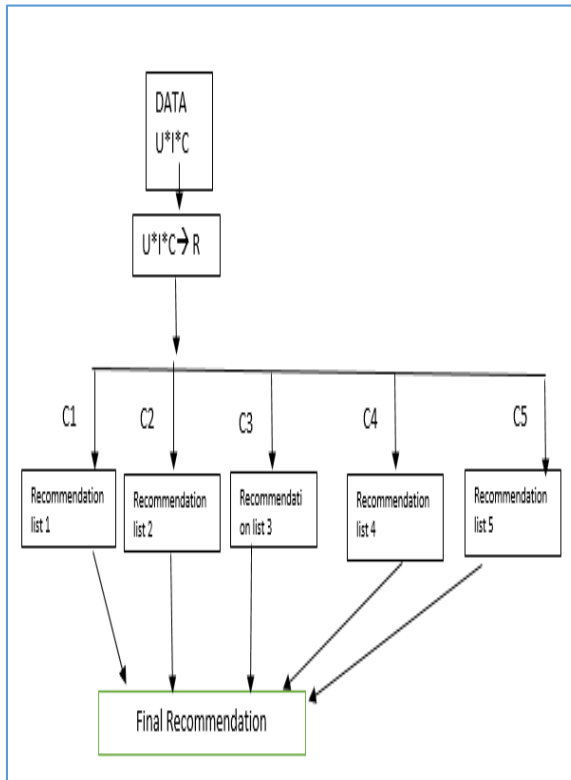 DATA
U*I*C
U*I*C→ R
C1
C2
C3
C4
C5
Recommendation
list 1
Recommendation
list 2
Recommendati
on list 3
Recommendation
list 4
Recommendation
list 5
Final Recommendation